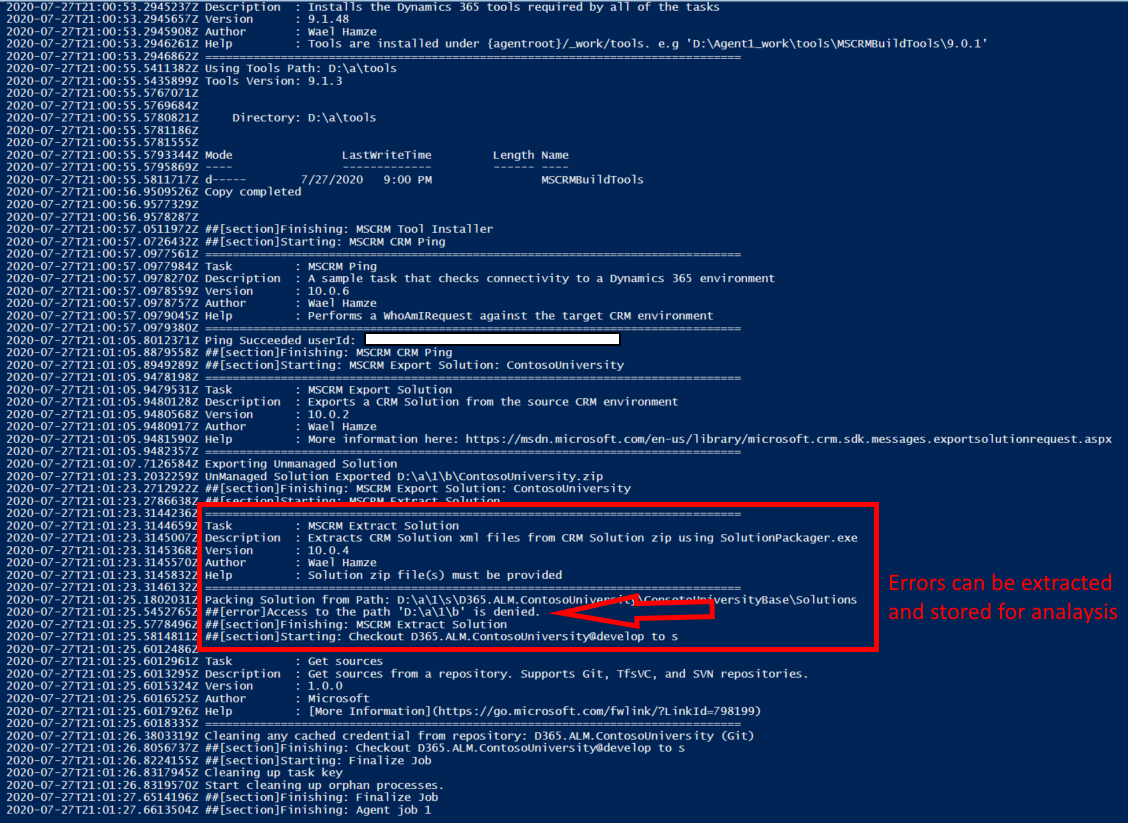 2020-07-27T21:00:53.2945237Z Description  : Installs the Dynamics 365 tools required by all of the tasks
2020-07-27T21:00:53.2945657Z Version      : 9.1.48
2020-07-27T21:00:53.2945908Z Author       : Wael Hamze
2020-07-27T21:00:53.2946261Z Help         : Tools are installed under {agentroot}/_work/tools. e.g 'D:\Agent1_work\tools\MSCRMBuildTools\9.0.1'
2020-07-27T21:00:53.2946862Z ==============================================================================
2020-07-27T21:00:55.5411382Z Using Tools Path: D:\a\tools
2020-07-27T21:00:55.5435899Z Tools Version: 9.1.3
2020-07-27T21:00:55.5767071Z
2020-07-27T21:00:55.5769684Z
2020-07-27T21:00:55.5780821Z     Directory: D:\a\tools
2020-07-27T21:00:55.5781186Z
2020-07-27T21:00:55.5781555Z
2020-07-27T21:00:55.5793344Z Mode                LastWriteTime         Length Name
2020-07-27T21:00:55.5795869Z ----                -------------         ------ ----
2020-07-27T21:00:55.5811717Z d-----         7/27/2020   9:00 PM                MSCRMBuildTools
2020-07-27T21:00:56.9509526Z Copy completed
2020-07-27T21:00:56.9577329Z
2020-07-27T21:00:56.9578287Z
2020-07-27T21:00:57.0511972Z ##[section]Finishing: MSCRM Tool Installer
2020-07-27T21:00:57.0726432Z ##[section]Starting: MSCRM CRM Ping
2020-07-27T21:00:57.0977561Z ==============================================================================
2020-07-27T21:00:57.0977984Z Task         : MSCRM Ping
2020-07-27T21:00:57.0978270Z Description  : A sample task that checks connectivity to a Dynamics 365 environment
2020-07-27T21:00:57.0978559Z Version      : 10.0.6
2020-07-27T21:00:57.0978757Z Author       : Wael Hamze
2020-07-27T21:00:57.0979045Z Help         : Performs a WhoAmIRequest against the target CRM environment
2020-07-27T21:00:57.0979380Z ==============================================================================
2020-07-27T21:01:05.8012371Z Ping Succeeded userId:
2020-07-27T21:01:05.8879558Z ##[section]Finishing: MSCRM CRM Ping
2020-07-27T21:01:05.8949289Z ##[section]Starting: MSCRM Export Solution: ContosoUniversity
2020-07-27T21:01:05.9478198Z ==============================================================================
2020-07-27T21:01:05.9479531Z Task         : MSCRM Export Solution
2020-07-27T21:01:05.9480128Z Description  : Exports a CRM Solution from the source CRM environment
2020-07-27T21:01:05.9480568Z Version      : 10.0.2
2020-07-27T21:01:05.9480917Z Author       : Wael Hamze
2020-07-27T21:01:05.9481590Z Help         : More information here: https://msdn.microsoft.com/en-us/library/microsoft.crm.sdk.messages.exportsolutionrequest.aspx
2020-07-27T21:01:05.9482357Z ==============================================================================
2020-07-27T21:01:07.7126584Z Exporting Unmanaged Solution
2020-07-27T21:01:23.2032259Z UnManaged Solution Exported D:\a\1\b\ContosoUniversity.zip
2020-07-27T21:01:23.2712922Z ##[section]Finishing: MSCRM Export Solution: ContosoUniversity
2020-07-27T21:01:23.2786638Z ##[section]Starting: MSCRM Extract Solution
2020-07-27T21:01:23.3144236Z ==============================================================================
2020-07-27T21:01:23.3144659Z Task         : MSCRM Extract Solution
2020-07-27T21:01:23.3145007Z Description  : Extracts CRM Solution xml files from CRM Solution zip using SolutionPackager.exe
2020-07-27T21:01:23.3145368Z Version      : 10.0.4
2020-07-27T21:01:23.3145570Z Author       : Wael Hamze
2020-07-27T21:01:23.3145832Z Help         : Solution zip file(s) must be provided
2020-07-27T21:01:23.3146132Z ==============================================================================
2020-07-27T21:01:25.1802031Z Packing Solution from Path: D:\a\1\s\D365.ALM.ContosoUniversity\ConsotoUniversityBase\Solutions
2020-07-27T21:01:25.5452765Z ##[error]Access to the path 'D:\a\1\b' is denied.
2020-07-27T21:01:25.5778496Z ##[section]Finishing: MSCRM Extract Solution
2020-07-27T21:01:25.5814811Z ##[section]Starting: Checkout D365.ALM.ContosoUniversity@develop to s
2020-07-27T21:01:25.6012486Z
2020-07-27T21:01:25.6012961Z Task         : Get sources
2020-07-27T21:01:25.6013295Z Description  : Get sources from a repository. Supports Git, TfsVC, and SVN repositories.
2020-07-27T21:01:25.6015324Z Version      : 1.0.0
2020-07-27T21:01:25.6016525Z Author       : Microsoft
2020-07-27T21:01:25.6017926Z Help         : [More Information](https://go.microsoft.com/fwlink/?LinkId=798199)
2020-07-27T21:01:25.6018335Z ==============================================================================
2020-07-27T21:01:26.3803319Z Cleaning any cached credential from repository: D365.ALM.ContosoUniversity (Git)
2020-07-27T21:01:26.8056737Z ##[section]Finishing: Checkout D365.ALM.ContosoUniversity@develop to s
2020-07-27T21:01:26.8224155Z ##[section]Starting: Finalize Job
2020-07-27T21:01:26.8317945Z Cleaning up task key
2020-07-27T21:01:26.8319570Z Start cleaning up orphan processes.
2020-07-27T21:01:27.6514196Z ##[section]Finishing: Finalize Job
2020-07-27T21:01:27.6613504Z ##[section]Finishing: Agent job 1
Errors can be extracted
and stored for analaysis